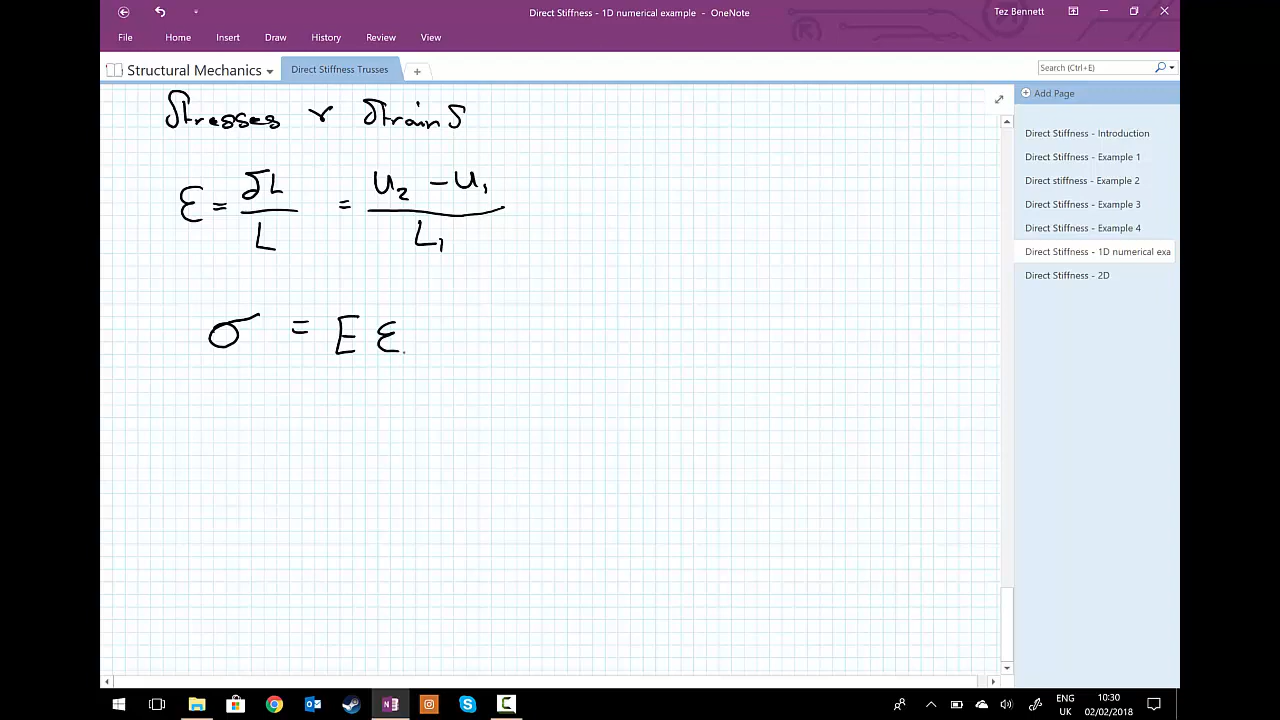 Direct Stiffness - 1D numerical example - OneNote
Tez Bennett
File Home Insert Draw History Review View
Structural Mechanics
Direct Stiffness Trusses
+
Search (Ctrl+E)
Add Page
Direct Stiffness - Introduction
Direct Stiffness - Example 1
Direct stiffness - Example 2
Direct Stiffness - Example 3
Direct Stiffness - Example 4
Direct Stiffness - 1D numerical exa
Direct Stiffness - 2D
Stresses & Strains
ε = δL / L = u₂ - u₁ / L₁
σ = E ε
ENG
UK
10:30
02/02/2018